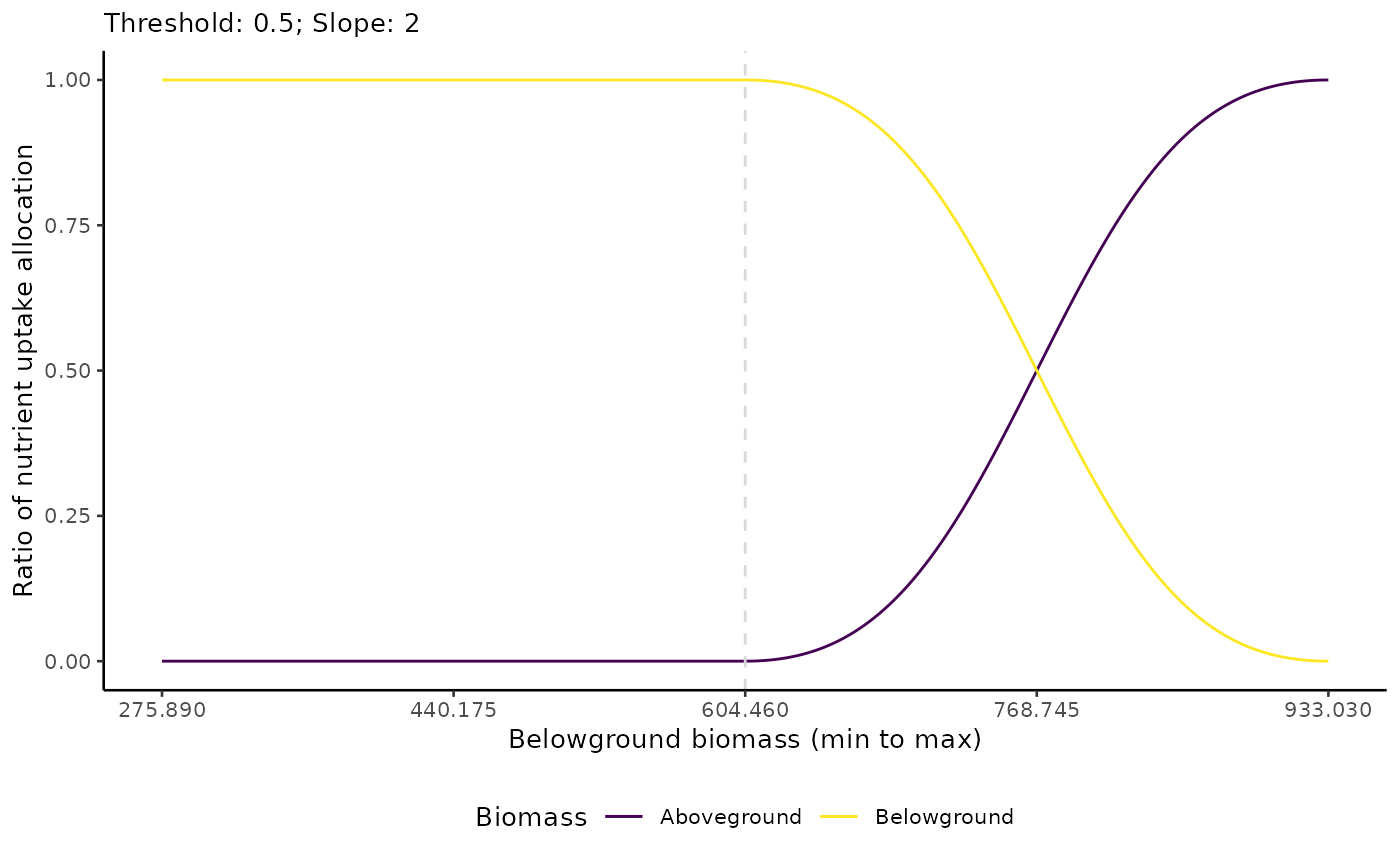 Threshold: 0.5; Slope: 2
Ratio of nutrient uptake allocation
1.00
0.75
0.50
0.25
0.00
275.890 440.175 604.460 768.745 933.030
Belowground biomass (min to max)
Biomass Aboveground Belowground